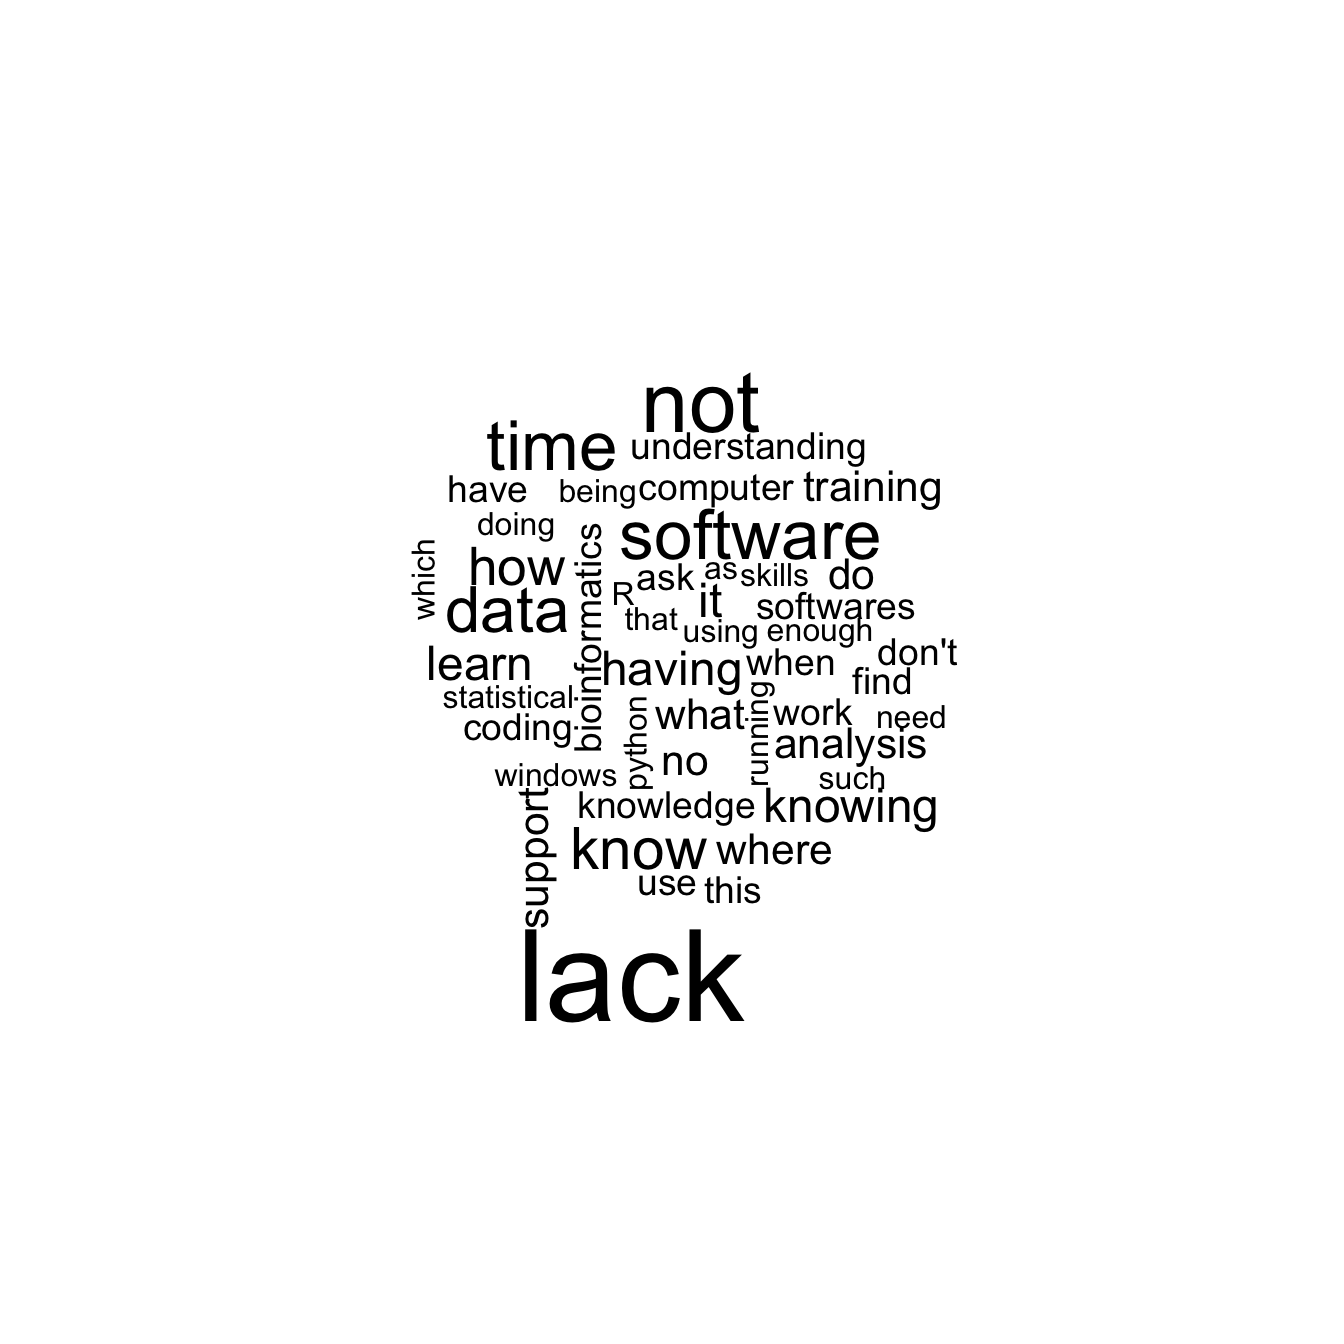 not
time understanding
have being computer training
doing software
which how bioinformatics ask as skills do
data R that it softwares
using enough
learn having when don't
statistical find
coding python what running work need
no analysis
windows such
support knowledge knowing
know where
use this
lack